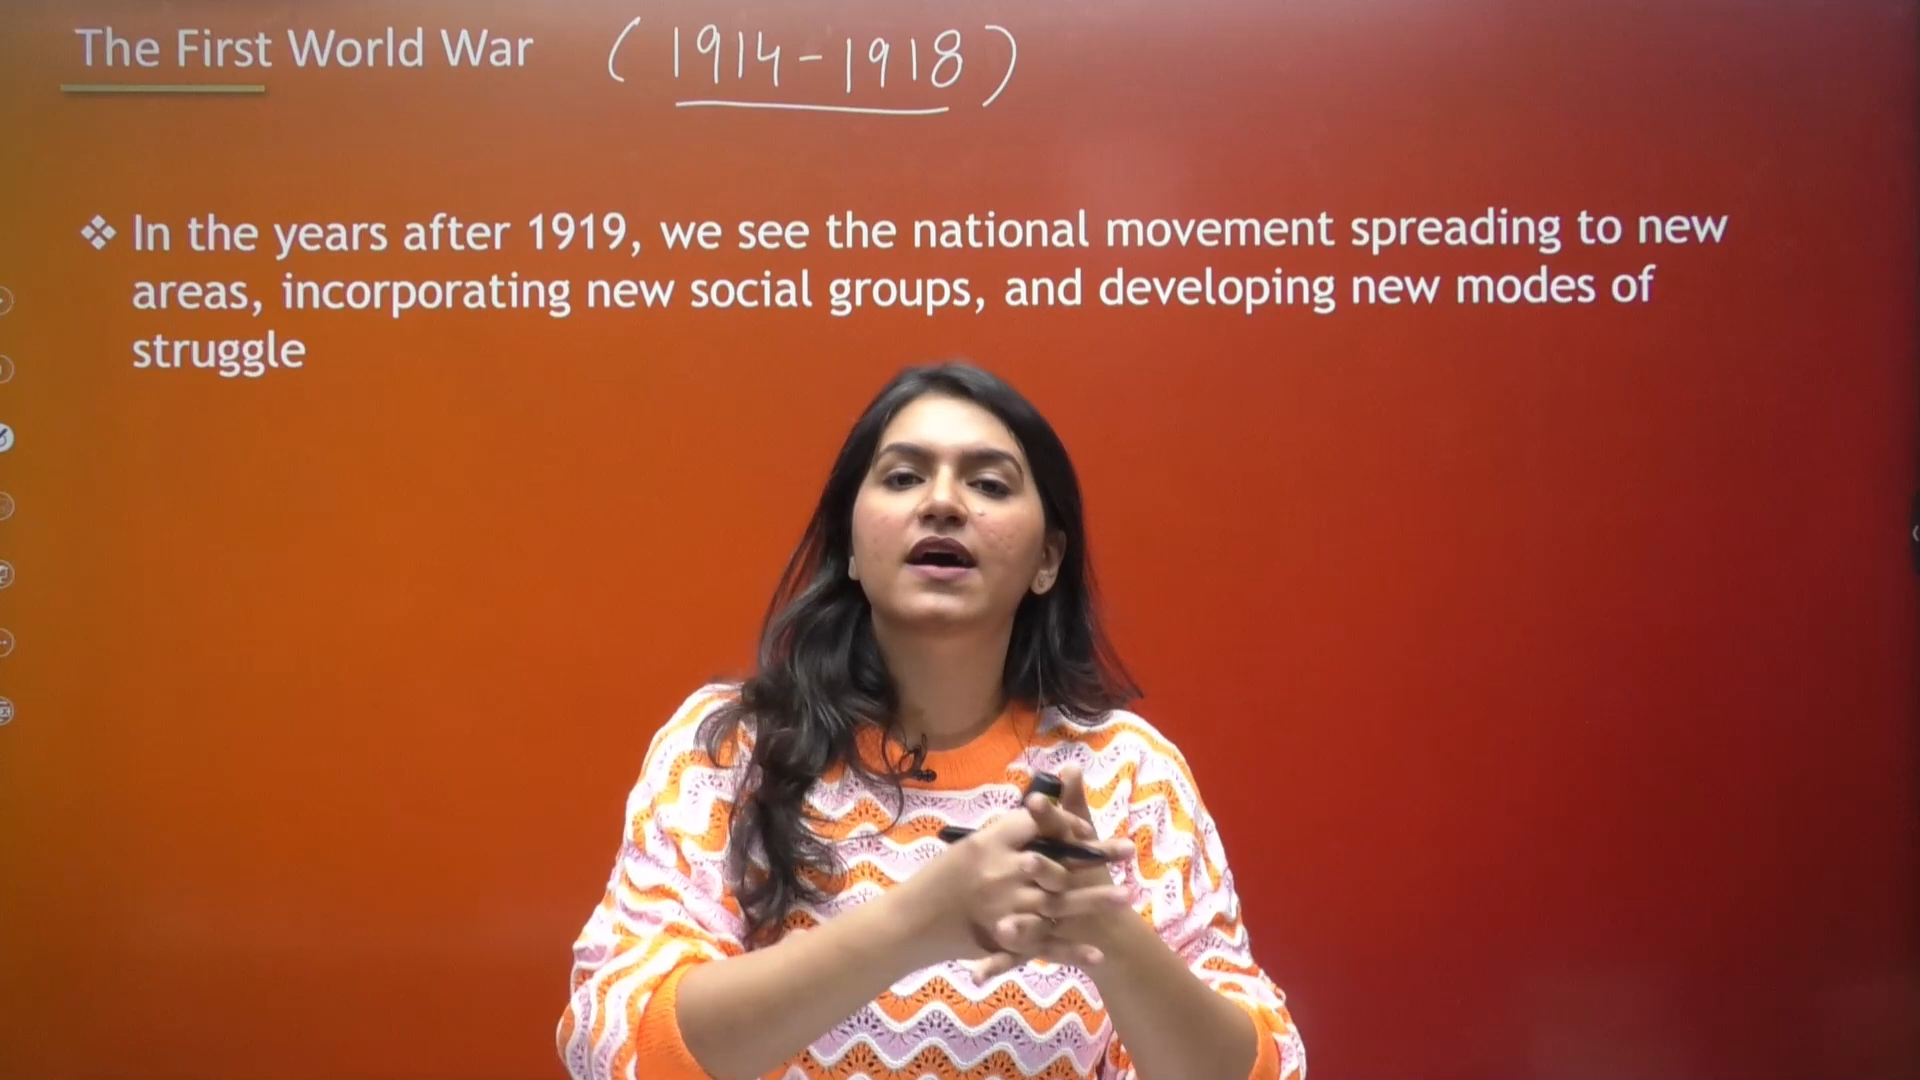 The First World War (1914-1918)
❖ In the years after 1919, we see the national movement spreading to new
areas, incorporating new social groups, and developing new modes of
struggle